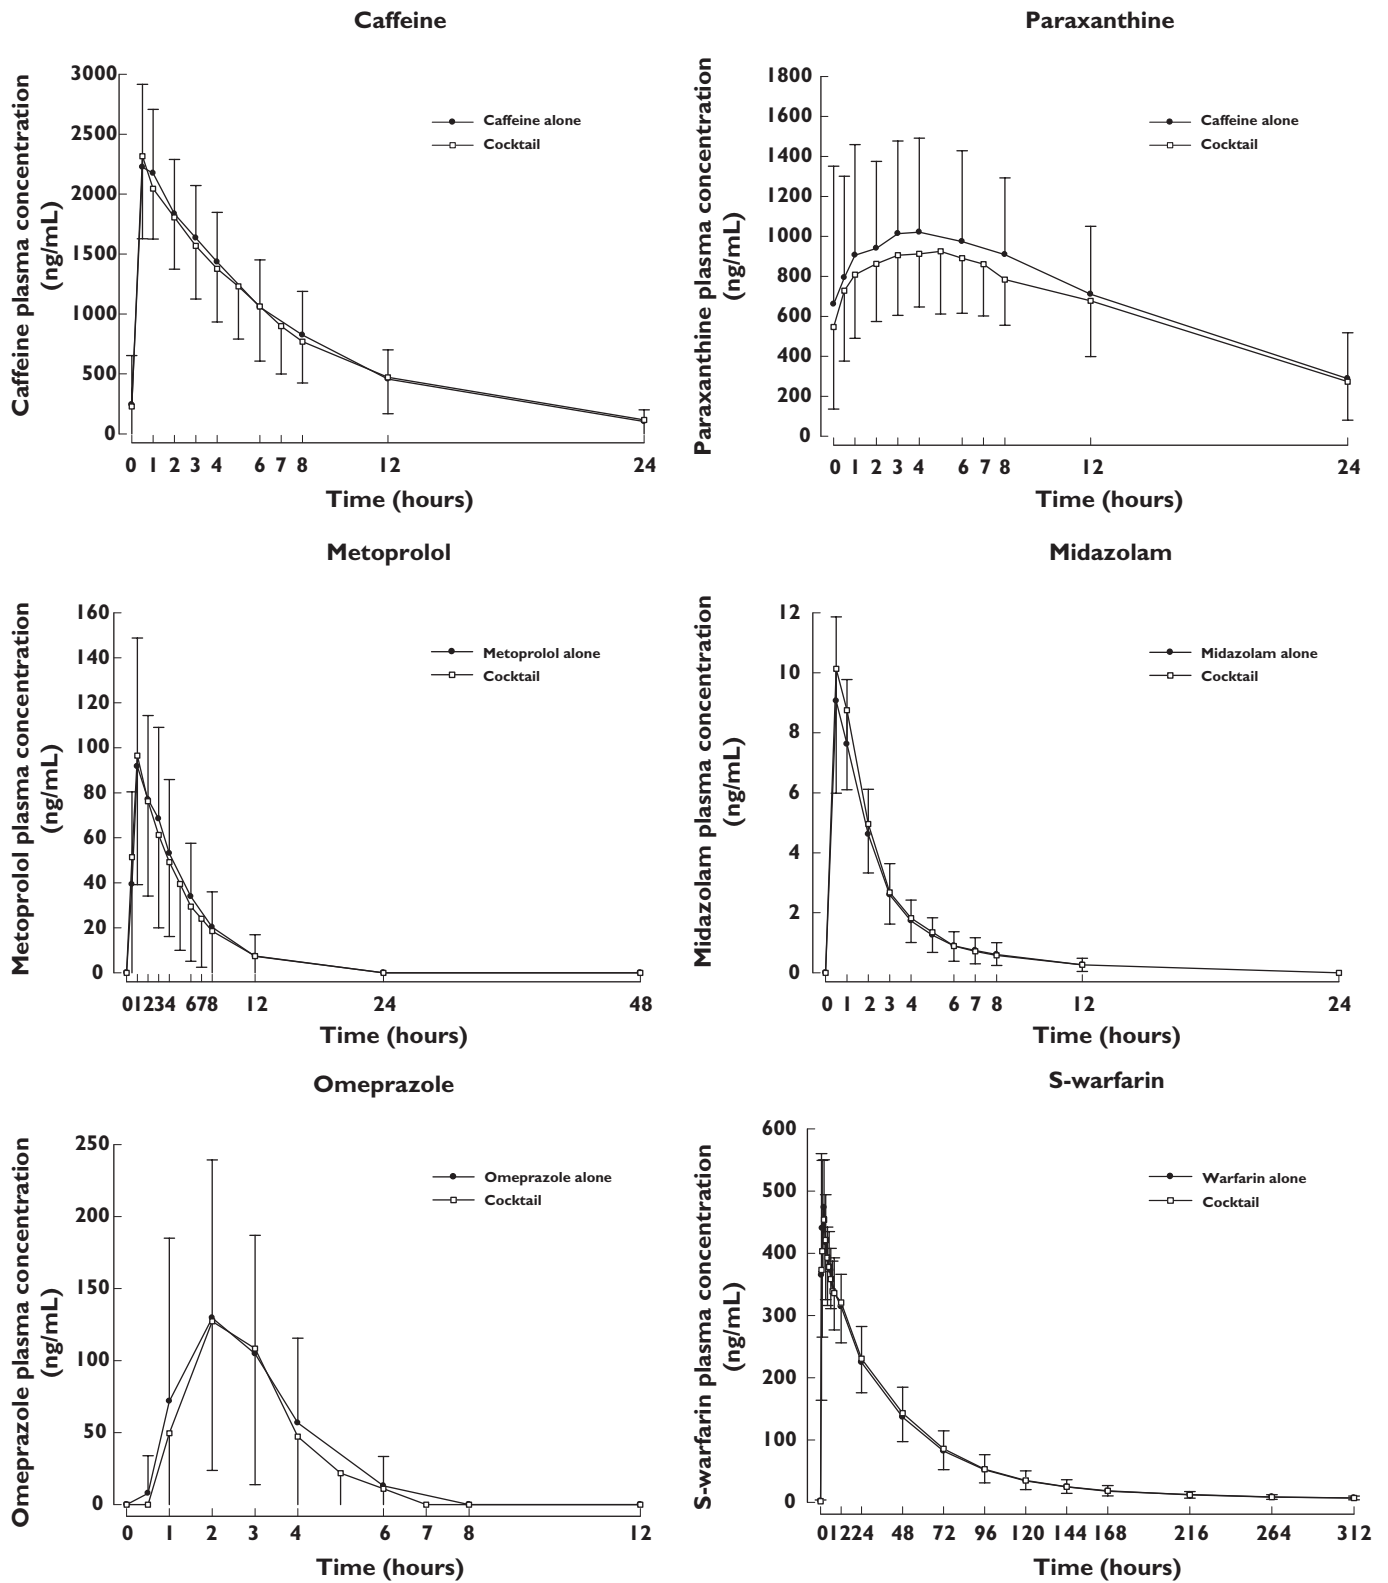 Caffeine
Caffeine plasma concentration
(ng/mL)
3000
2500
2000
1500
1000
500
0
Caffeine alone
Cocktail
0 1 2 3 4 6 7 8 12 24
Time (hours)
Paraxanthine
Paraxanthine plasma concentration
(ng/mL)
1800
1600
1400
1200
1000
800
600
400
200
0
Caffeine alone
Cocktail
0 1 2 3 4 6 7 8 12 24
Time (hours)
Metoprolol
Metoprolol plasma concentration
(ng/mL)
160
140
120
100
80
60
40
20
0
Metoprolol alone
Cocktail
01234 678 12 24 48
Time (hours)
Midazolam
Midazolam plasma concentration
(ng/mL)
12
10
8
6
4
2
0
Midazolam alone
Cocktail
0 1 2 3 4 6 7 8 12 24
Time (hours)
Omeprazole
Omeprazole plasma concentration
(ng/mL)
250
200
150
100
50
0
Omeprazole alone
Cocktail
0 1 2 3 4 6 7 8 12
Time (hours)
S-warfarin
S-warfarin plasma concentration
(ng/mL)
600
500
400
300
200
100
0
Warfarin alone
Cocktail
012224 48 72 96 120 144 168 216 264 312
Time (hours)